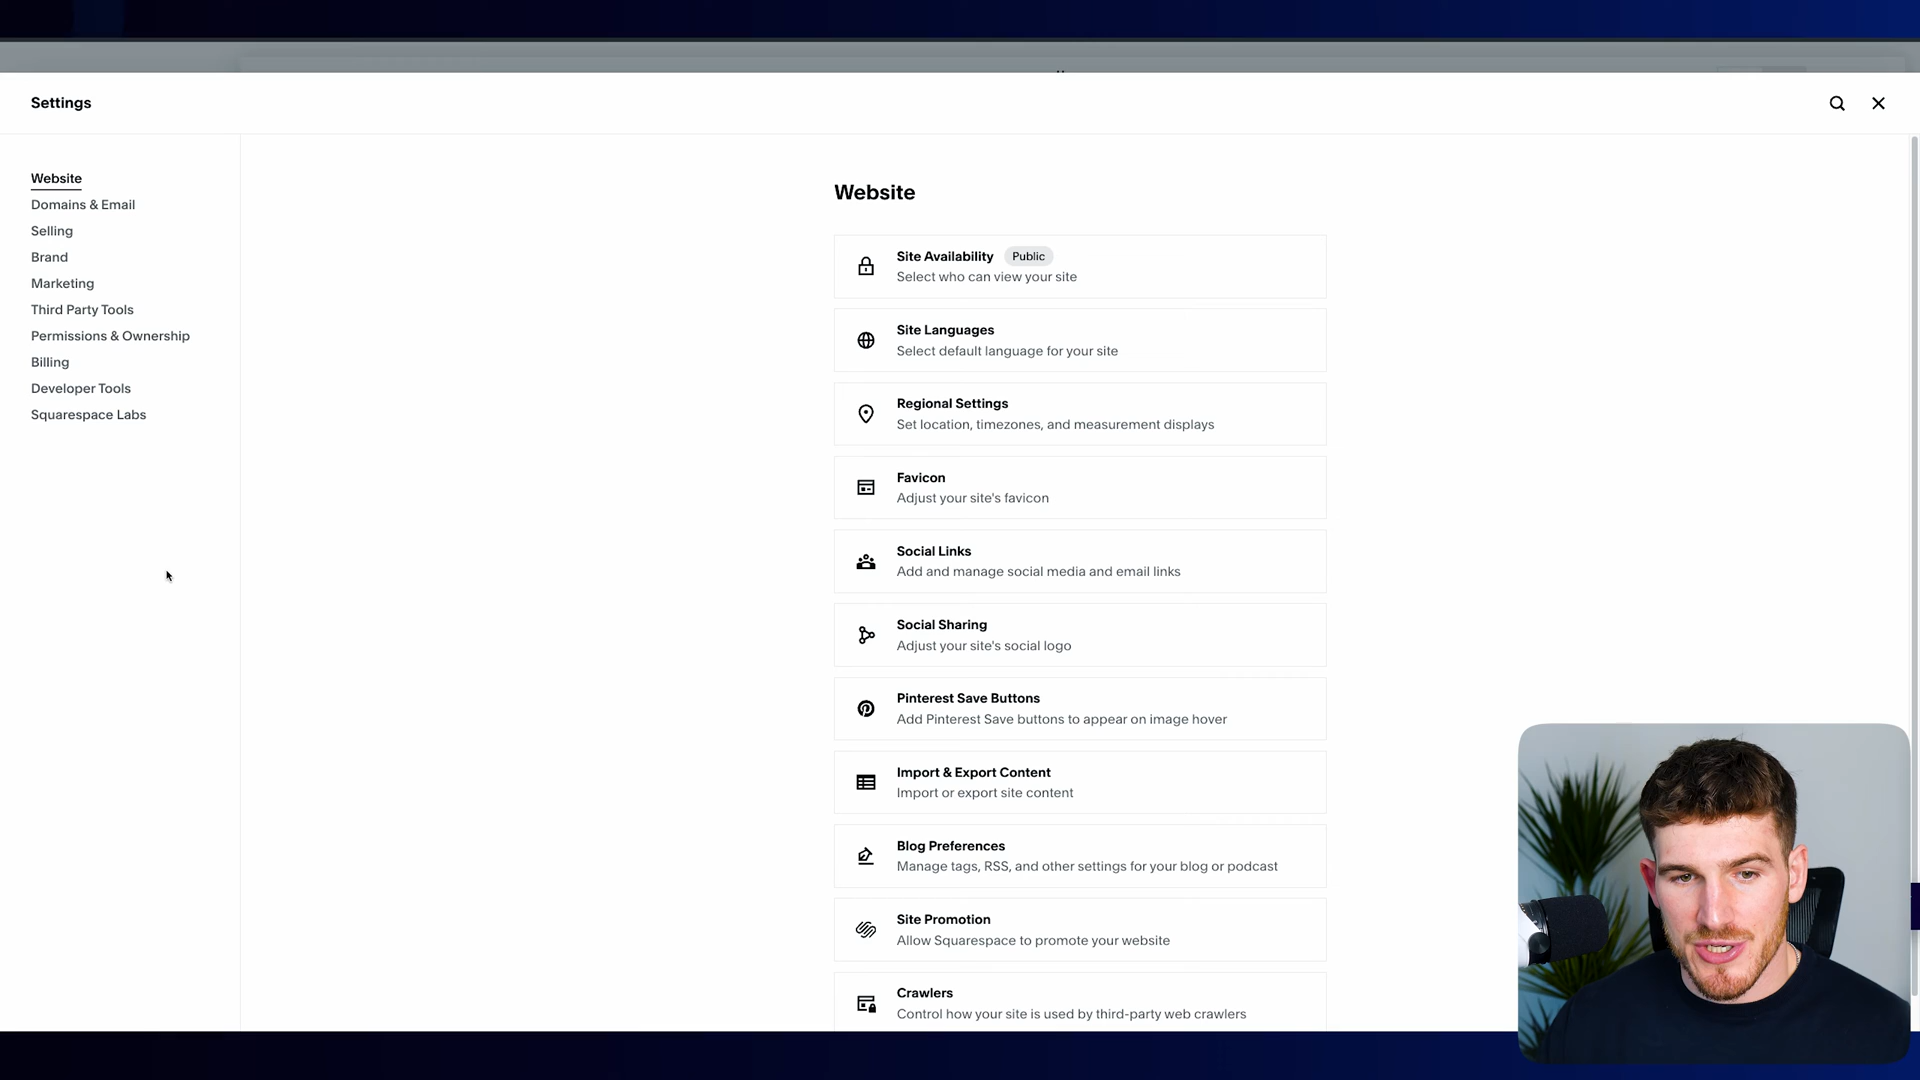 Settings
Website
Domains & Email
Selling
Brand
Marketing
Third Party Tools
Permissions & Ownership
Billing
Developer Tools
Squarespace Labs
Website
Site Availability Public
Select who can view your site
Site Languages
Select default language for your site
Regional Settings
Set location, timezones, and measurement displays
Favicon
Adjust your site's favicon
Social Links
Add and manage social media and email links
Social Sharing
Adjust your site's social logo
Pinterest Save Buttons
Add Pinterest Save buttons to appear on image hover
Import & Export Content
Import or export site content
Blog Preferences
Manage tags, RSS, and other settings for your blog or podcast
Site Promotion
Allow Squarespace to promote your website
Crawlers
Control how your site is used by third-party web crawlers